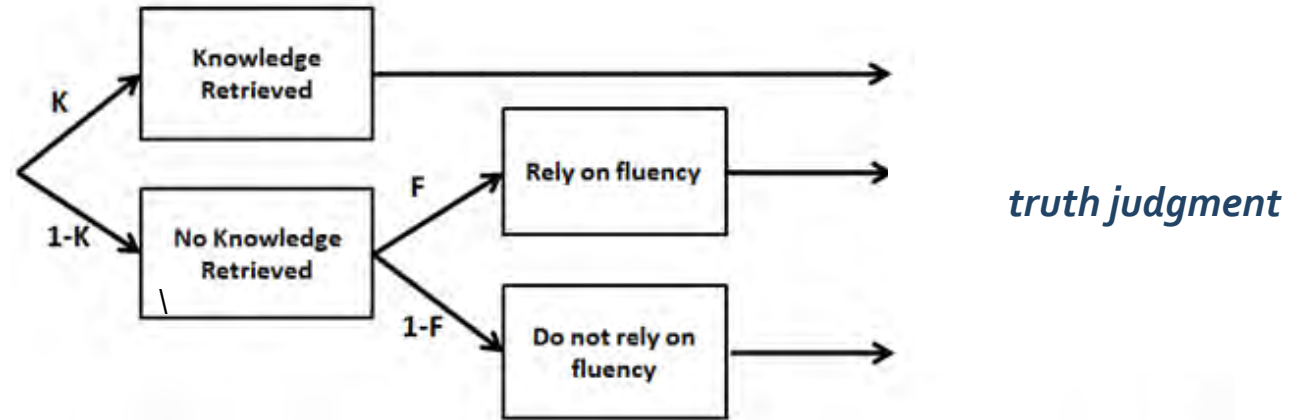 Knowledge
Retrieved
K
Rely on fluency
F
truth judgment
1-K
No Knowledge
Retrieved
\
1-F
Do not rely on
fluency